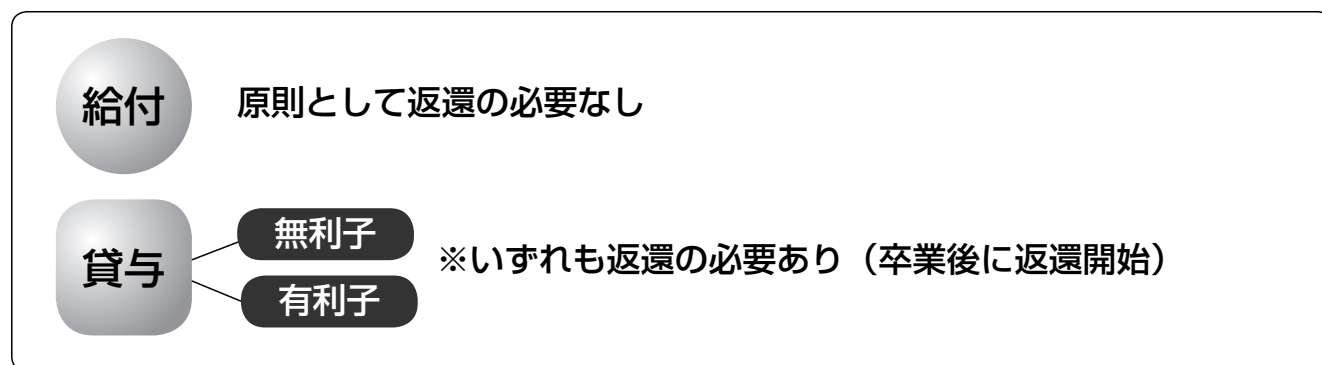 給付
原則として返還の必要なし
貸与
無利子
有利子
※いずれも返還の必要あり（卒業後に返還開始）